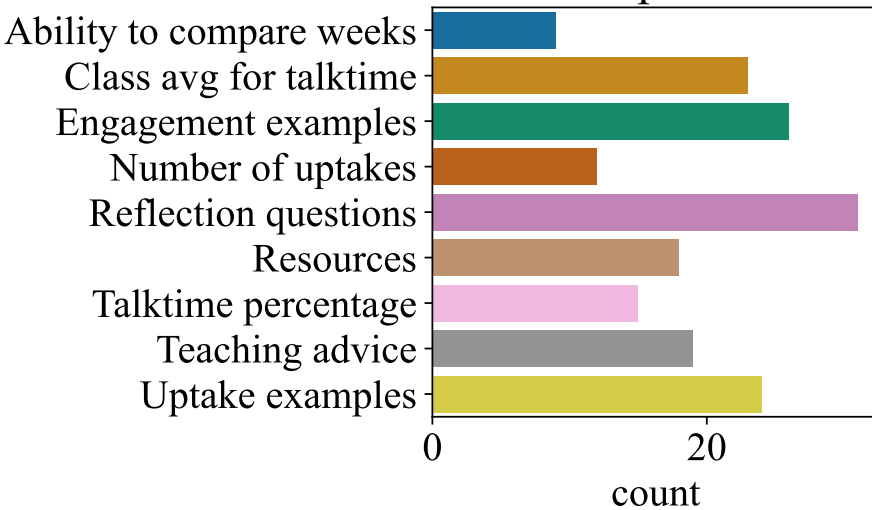 Ability to compare weeks
Class avg for talktime
Engagement examples
Number of uptakes
Reflection questions
Resources
Talktime percentage
Teaching advice
Uptake examples
0 20
count